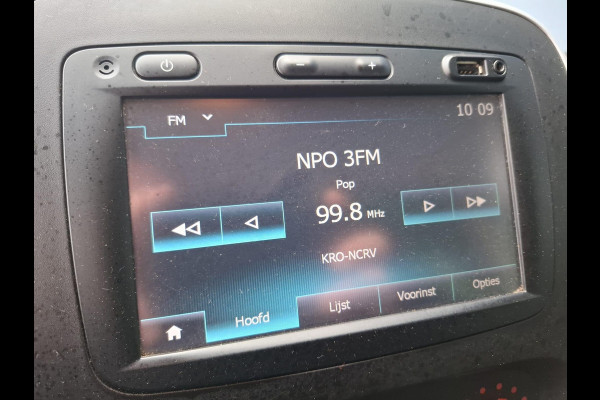 − +
FM 10 09
NPO 3FM
Pop
99.8 MHz
KRO-NCRV
Hoofd Lijst Voorinst Opties